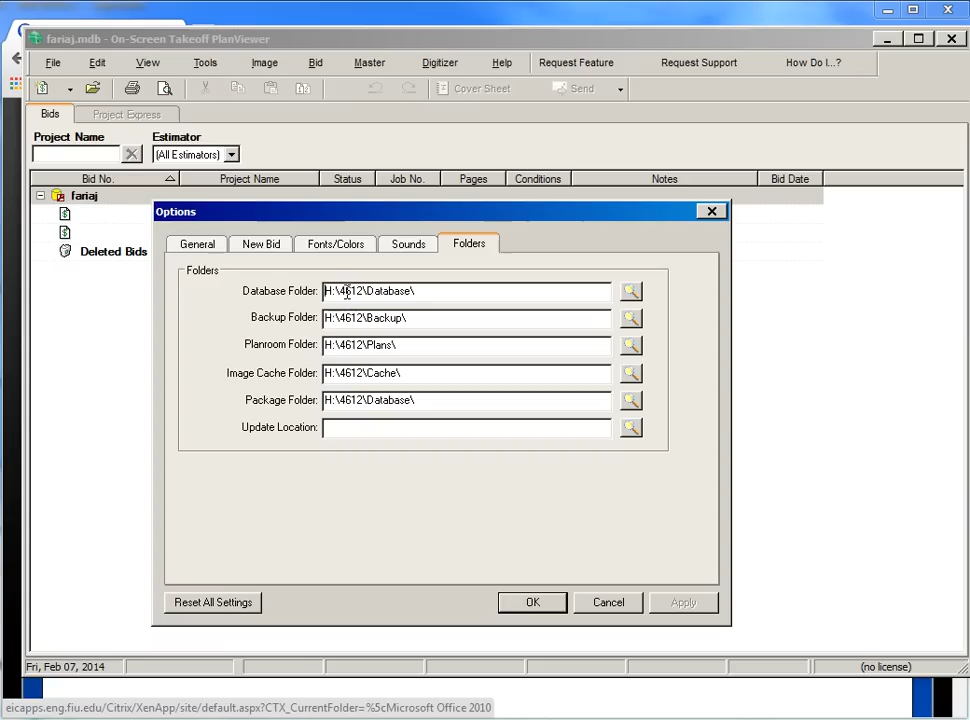 fariaj.mdb - On-Screen Takeoff PlanViewer
File Edit View Tools Image Bid Master Digitizer Help Request Feature Request Support How Do I...?
Cover Sheet Send
Bids Project Express
Project Name Estimator
(All Estimators)
Bid No. Project Name Status Job No. Pages Conditions Notes Bid Date
fariaj
Deleted Bids
Options
General New Bid Fonts/Colors Sounds Folders
Folders
Database Folder: H:\4612\Database\
Backup Folder: H:\4612\Backup\
Planroom Folder: H:\4612\Plans\
Image Cache Folder: H:\4612\Cache\
Package Folder: H:\4612\Database\
Update Location:
Reset All Settings OK Cancel Apply
Fri, Feb 07, 2014 (no license)
eicapps.eng.fiu.edu/Citrix/XenApp/site/default.aspx?CTX_CurrentFolder=%5cMicrosoft Office 2010